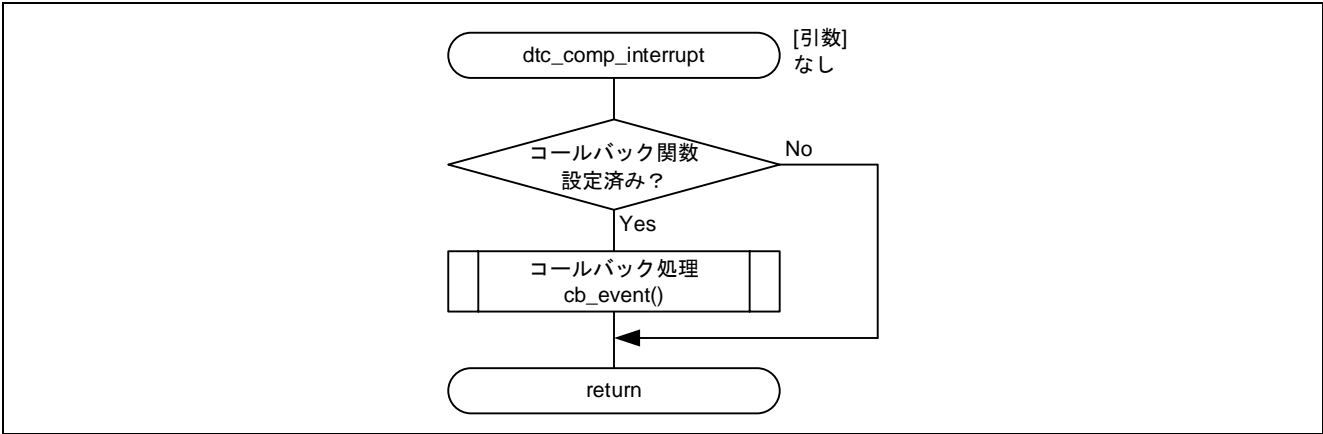 dtc_comp_interrupt
[引数]
なし
コールバック関数
設定済み？
No
Yes
コールバック処理
cb_event()
return